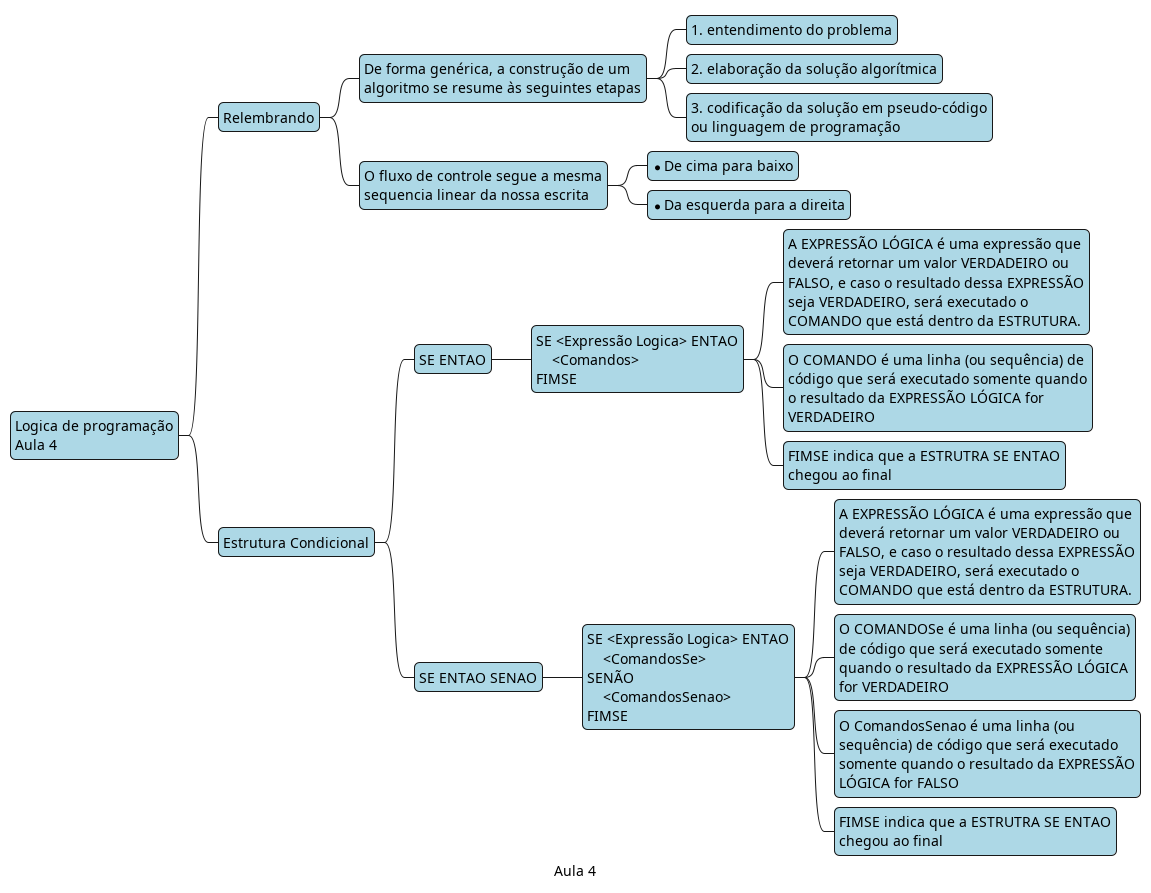 1. entendimento do problema
De forma genérica, a construção de um
algoritmo se resume às seguintes etapas
2. elaboração da solução algorítmica
3. codificação da solução em pseudo-código
ou linguagem de programação
Relembrando
O fluxo de controle segue a mesma
sequencia linear da nossa escrita
• De cima para baixo
• Da esquerda para a direita
Logica de programação
Aula 4
Estrutura Condicional
SE ENTAO
SE <Expressão Logica> ENTAO
    <Comandos>
FIMSE
A EXPRESSÃO LÓGICA é uma expressão que
deverá retornar um valor VERDADEIRO ou
FALSO, e caso o resultado dessa EXPRESSÃO
seja VERDADEIRO, será executado o
COMANDO que está dentro da ESTRUTURA.
O COMANDO é uma linha (ou sequência) de
código que será executado somente quando
o resultado da EXPRESSÃO LÓGICA for
VERDADEIRO
FIMSE indica que a ESTRUTRA SE ENTAO
chegou ao final
SE ENTAO SENAO
SE <Expressão Logica> ENTAO
    <ComandosSe>
SENÃO
    <ComandosSenao>
FIMSE
A EXPRESSÃO LÓGICA é uma expressão que
deverá retornar um valor VERDADEIRO ou
FALSO, e caso o resultado dessa EXPRESSÃO
seja VERDADEIRO, será executado o
COMANDO que está dentro da ESTRUTURA.
O COMANDOSe é uma linha (ou sequência)
de código que será executado somente
quando o resultado da EXPRESSÃO LÓGICA
for VERDADEIRO
O ComandosSenao é uma linha (ou
sequência) de código que será executado
somente quando o resultado da EXPRESSÃO
LÓGICA for FALSO
FIMSE indica que a ESTRUTRA SE ENTAO
chegou ao final
Aula 4